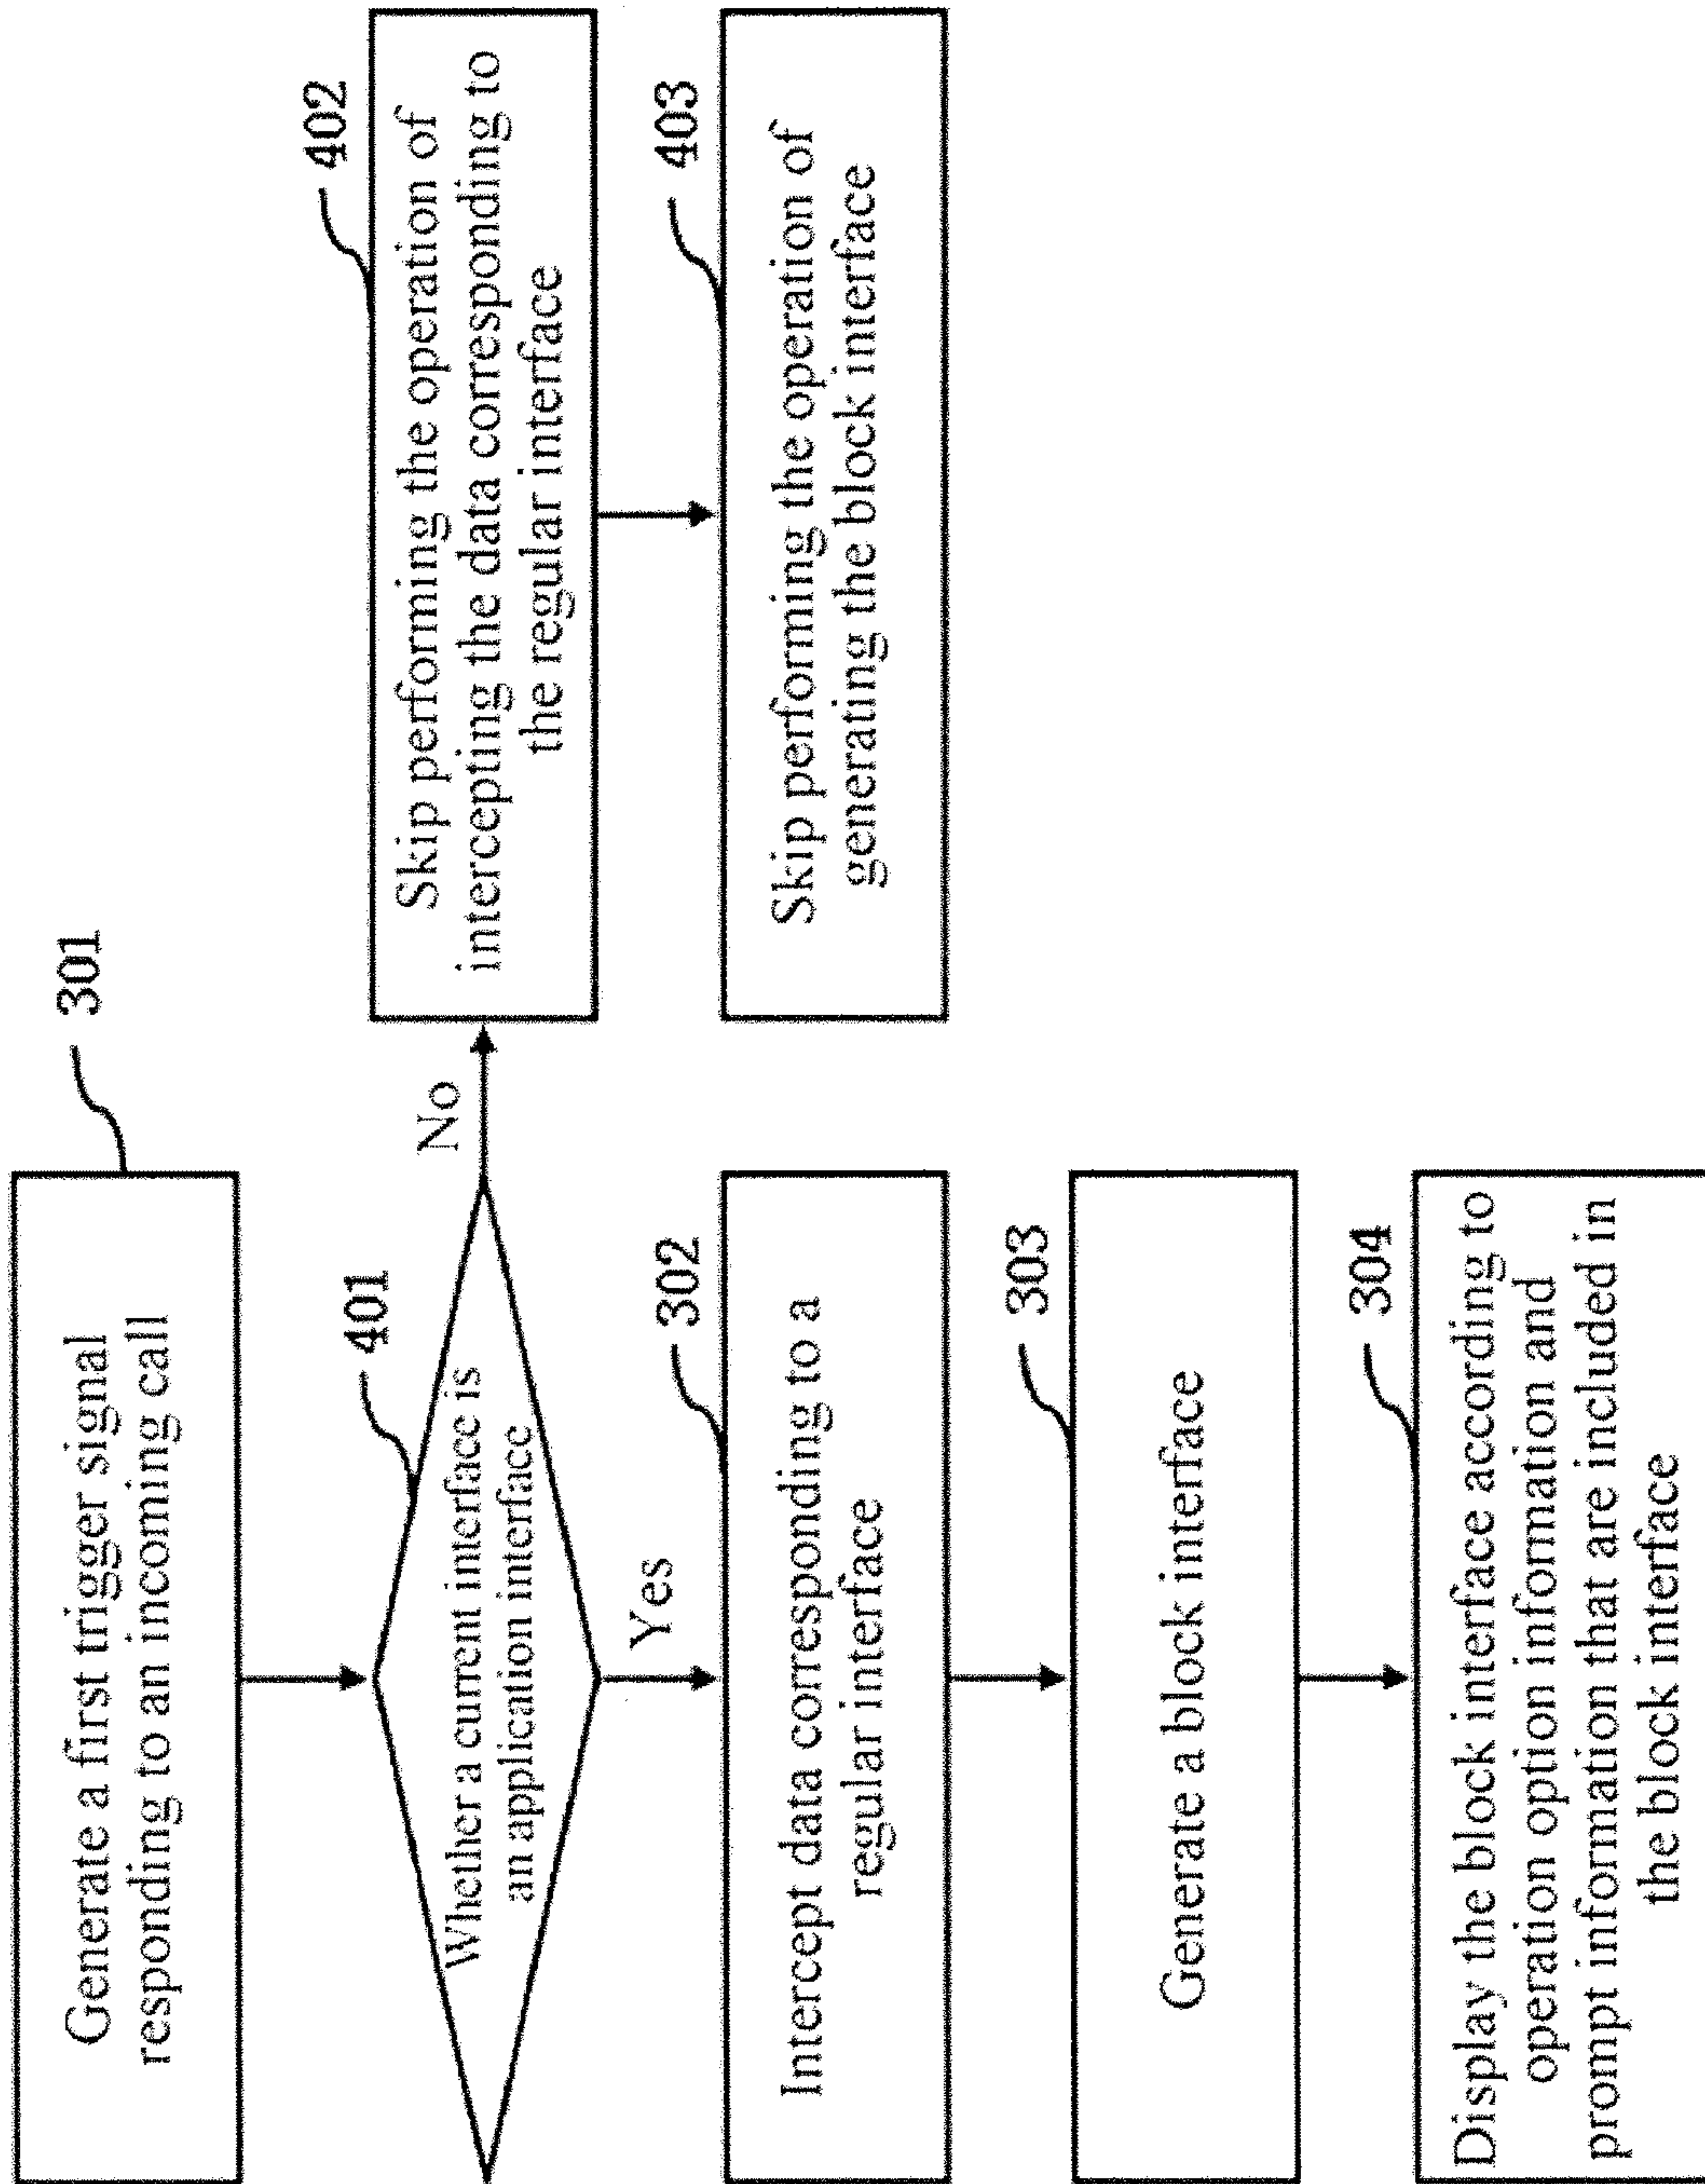 Generate a first trigger signal
responding to an incoming call
301
Whether a current interface is
an application interface
401
No
Yes
Skip performing the operation of
intercepting the data corresponding to
the regular interface
402
Skip performing the operation of
generating the block interface
403
Intercept data corresponding to a
regular interface
302
Generate a block interface
303
Display the block interface according to
operation option information and
prompt information that are included in
the block interface
304